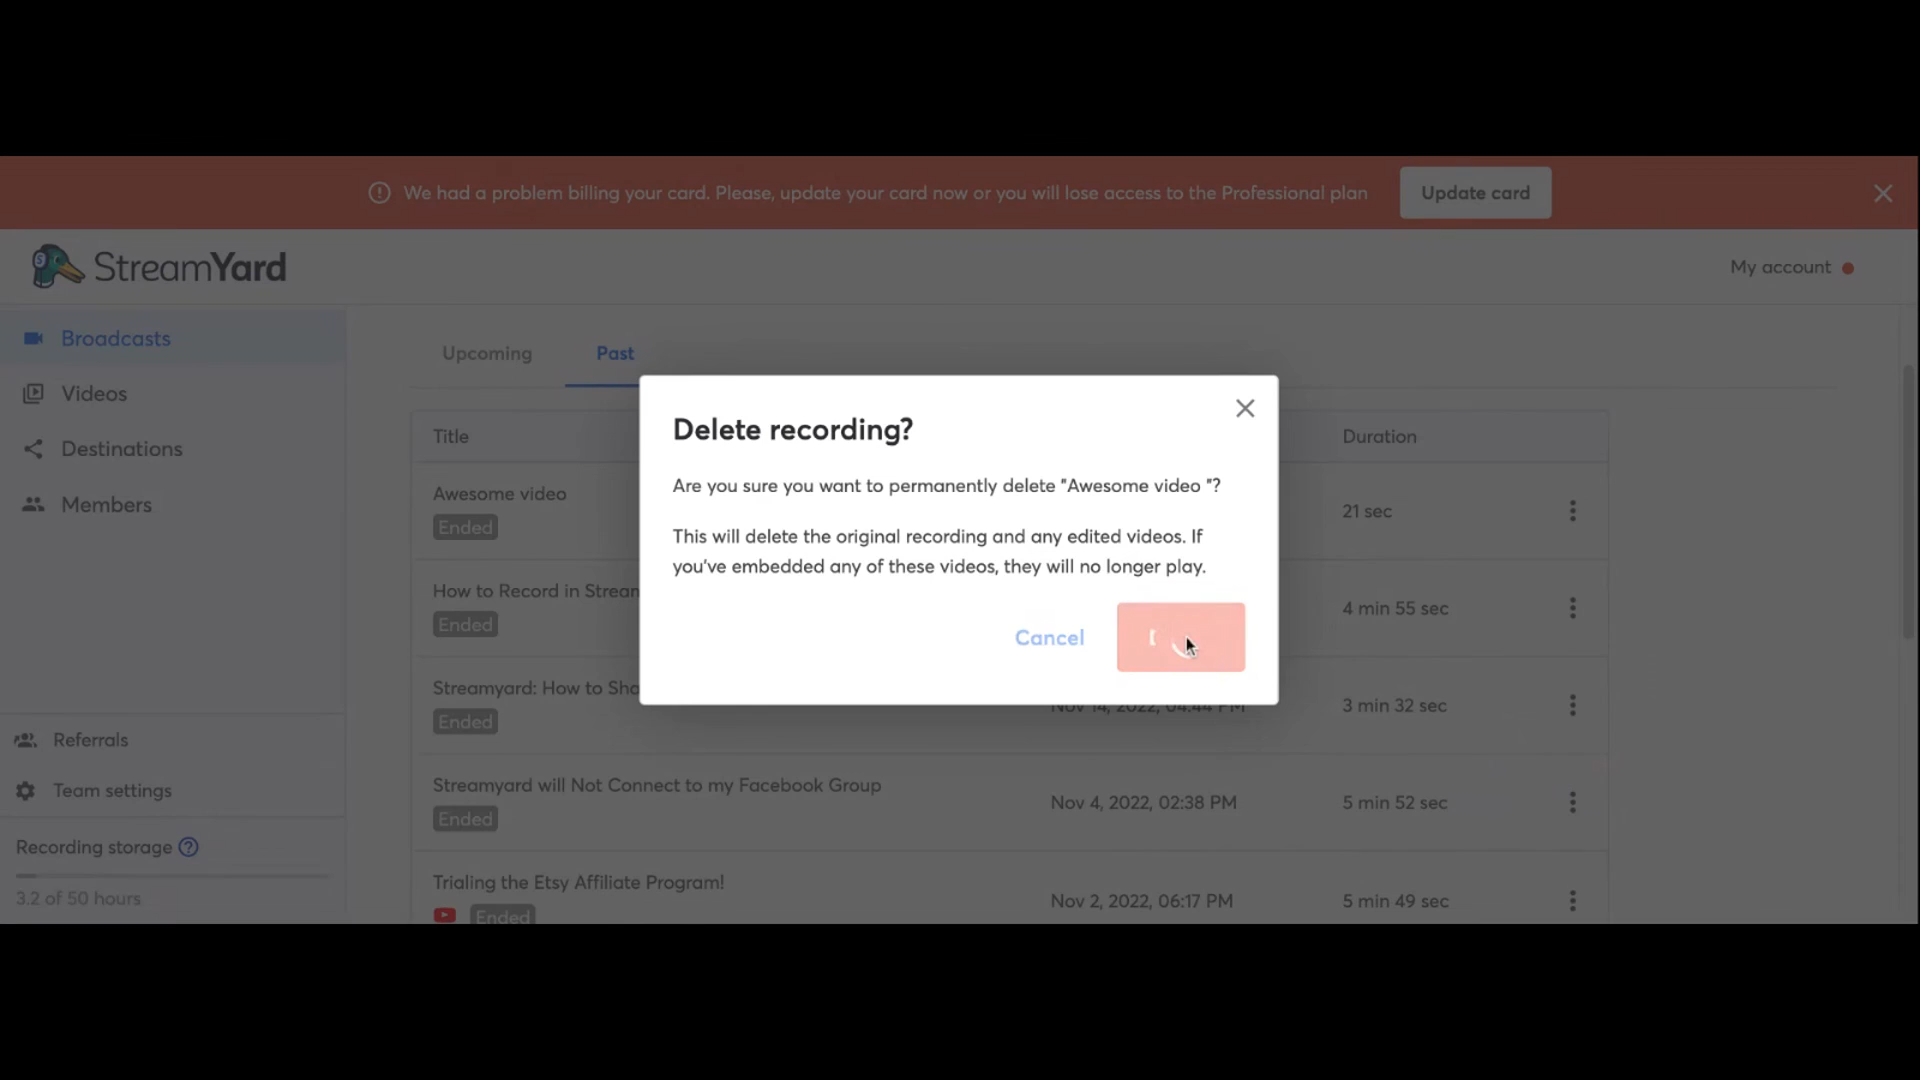 We had a problem billing your card. Please, update your card now or you will lose access to the Professional plan
Update card
StreamYard
My account
Broadcasts
Videos
Destinations
Members
Referrals
Team settings
Recording storage
3.2 of 50 hours
Upcoming
Past
Title
Duration
Awesome video
Ended
21 sec
How to Record in
Ended
4 min 55 sec
Streamyard: How to
Ended
Nov 14, 2022, 04:44 PM
3 min 32 sec
Streamyard will Not Connect to my Facebook Group
Ended
Nov 4, 2022, 02:38 PM
5 min 52 sec
Trialing the Etsy Affiliate Program!
Ended
Nov 2, 2022, 06:17 PM
5 min 49 sec
Delete recording?
Are you sure you want to permanently delete "Awesome video "?
This will delete the original recording and any edited videos. If
you've embedded any of these videos, they will no longer play.
Cancel